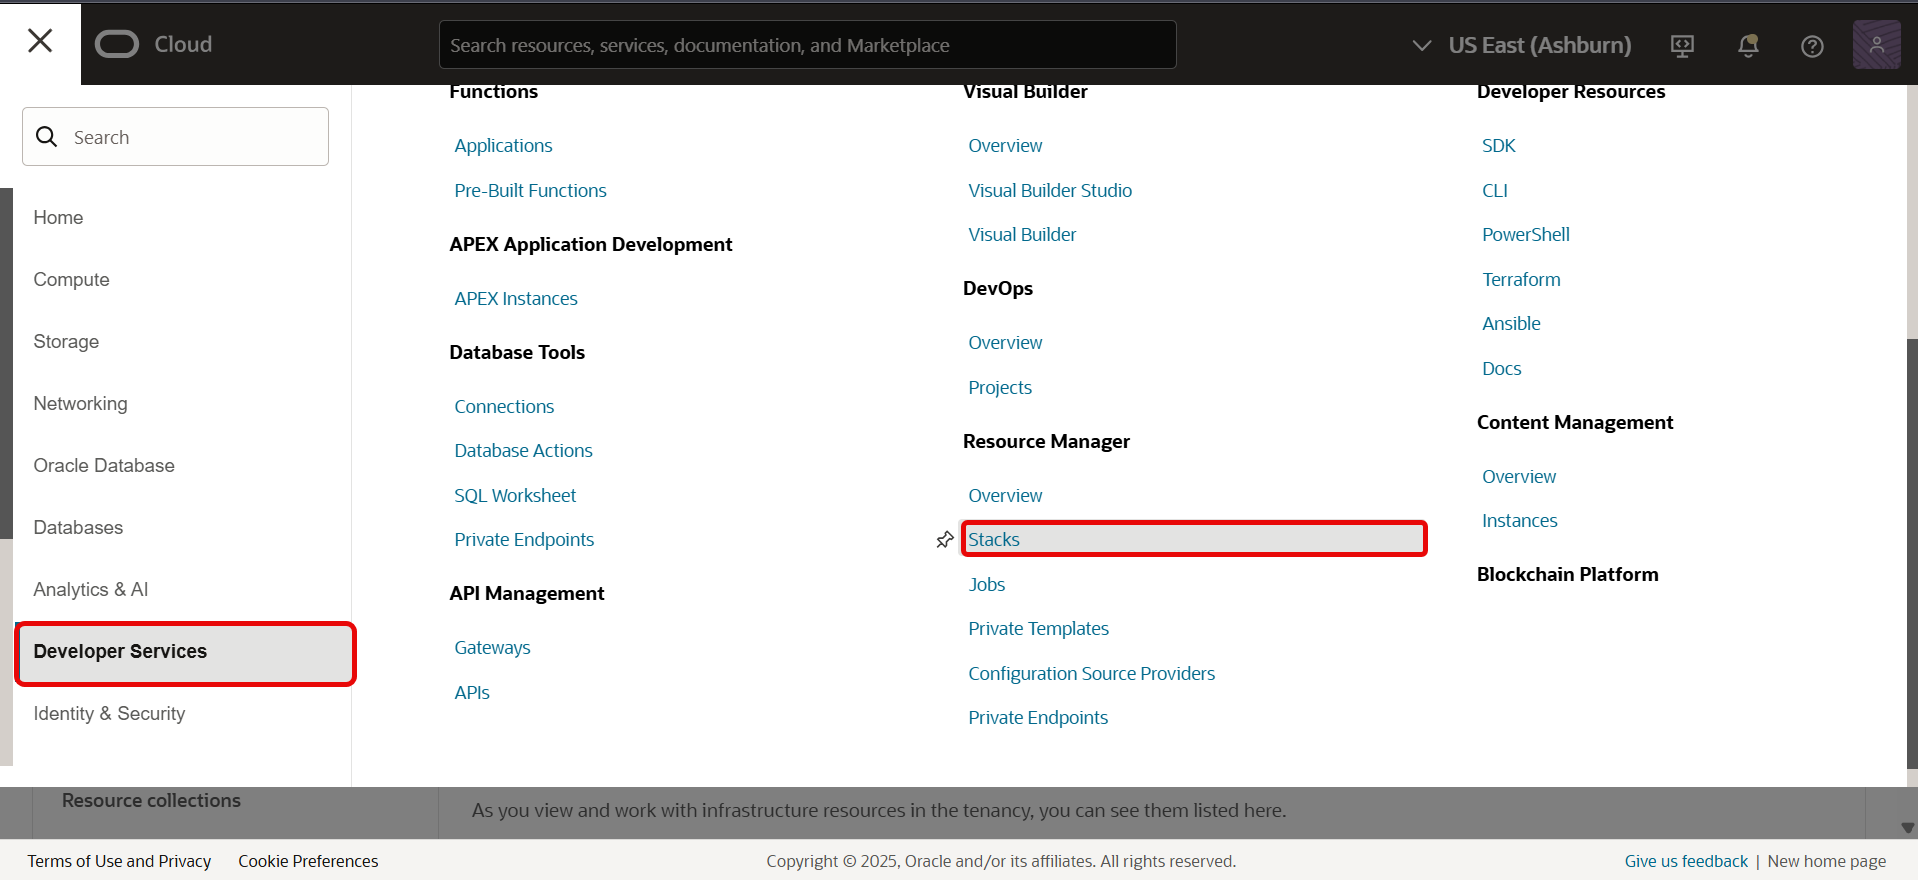 Cloud
Search resources, services, documentation, and Marketplace
US East (Ashburn)
Search
Home
Compute
Storage
Networking
Oracle Database
Databases
Analytics & AI
Developer Services
Identity & Security
Functions
Applications
Pre-Built Functions
APEX Application Development
APEX Instances
Database Tools
Connections
Database Actions
SQL Worksheet
Private Endpoints
API Management
Gateways
APIs
Visual Builder
Overview
Visual Builder Studio
Visual Builder
DevOps
Overview
Projects
Resource Manager
Overview
Stacks
Jobs
Private Templates
Configuration Source Providers
Private Endpoints
Developer Resources
SDK
CLI
PowerShell
Terraform
Ansible
Docs
Content Management
Overview
Instances
Blockchain Platform
Resource collections
As you view and work with infrastructure resources in the tenancy, you can see them listed here.
Terms of Use and Privacy
Cookie Preferences
Copyright © 2025, Oracle and/or its affiliates. All rights reserved.
Give us feedback | New home page